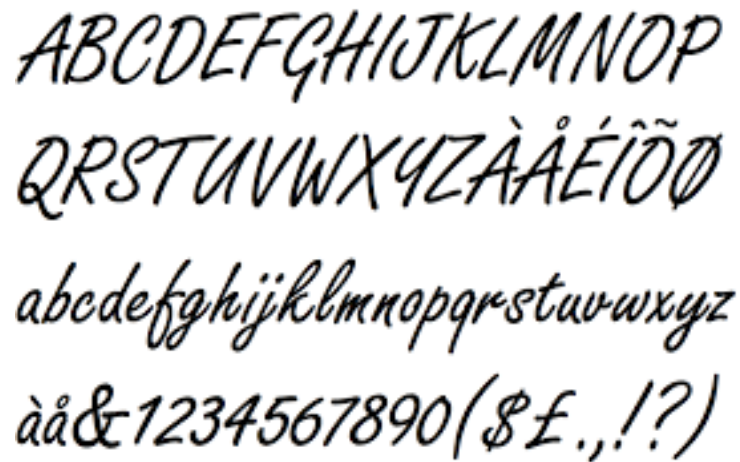 ABCDEFGHIJKLMNOP
QRSTUVWXYZÀÅÉÎÕØ
abcdefghijklmnopqrstuvwxyz
àå&1234567890($£.,!?)